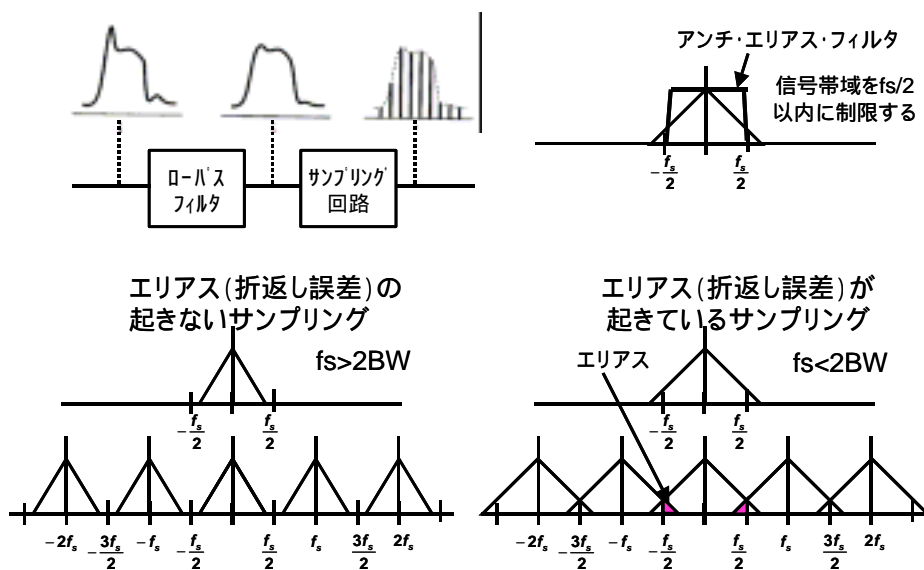 ローパス
フィルタ
サンプリング
回路
アンチ・エリアス・フィルタ
信号帯域をfs/2
以内に制限する
-fs/2
fs/2
エリアス(折返し誤差)の
起きないサンプリング
fs>2BW
-fs/2
fs/2
-2fs
-3fs/2
-fs
-fs/2
fs/2
fs
3fs/2
2fs
エリアス(折返し誤差)が
起きているサンプリング
エリアス
fs<2BW
-fs/2
fs/2
-2fs
-3fs/2
-fs
-fs/2
fs/2
fs
3fs/2
2fs